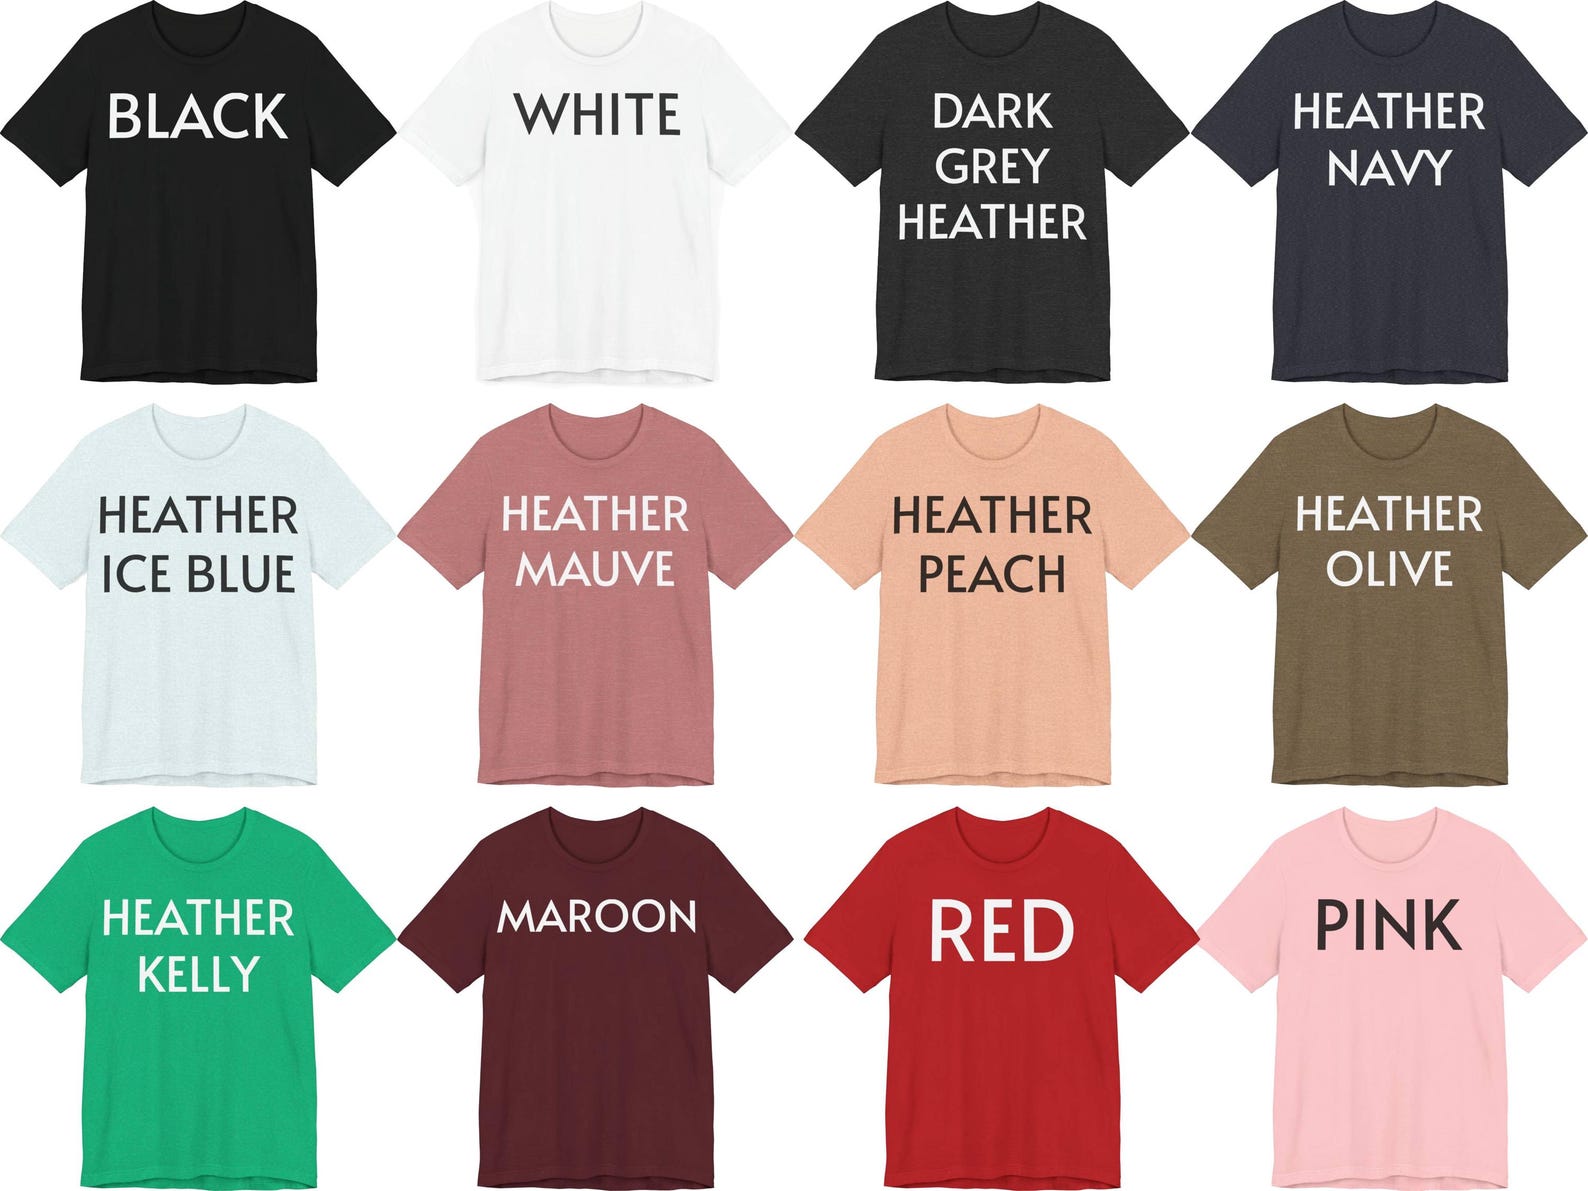 BLACK
WHITE
DARK
GREY
HEATHER
HEATHER
NAVY
HEATHER
ICE BLUE
HEATHER
MAUVE
HEATHER
PEACH
HEATHER
OLIVE
HEATHER
KELLY
MAROON
RED
PINK